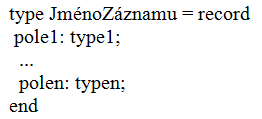 type JménoZáznamu = record
pole1: type1;
...
polen: typen;
end